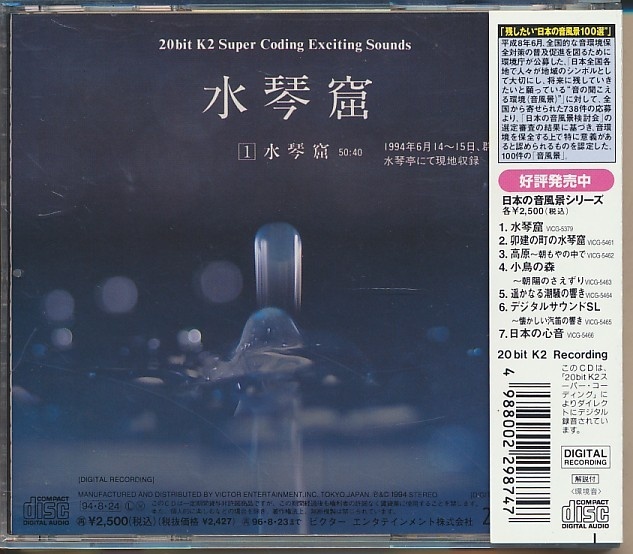 20bit K2 Super Coding Exciting Sounds
水琴窟
1 水琴窟 50:40
1994年6月14〜15日、群
水琴亭にて現地収録
[DIGITAL RECORDING]
MANUFACTURED AND DISTRIBUTED BY VICTOR ENTERTAINMENT,INC. TOKYO,JAPAN. Ⓟ&© 1994 STEREO
COMPACT
disc
DIGITAL AUDIO
'94・8・24
¥2,500(税込)(税抜価格 ¥2,427) '96・8・23まで ビクター エンタテインメント株式会社
「残したい“日本の音風景100選”」
平成8年6月、全国的な音環境保
全対策の普及促進を図るために
環境庁が公募した、「日本全国各
地で人々が地域のシンボルとし
て大切にし、将来に残していき
たいと願っている“音の聞こえ
る環境(音風景)”」に対して、全
国から寄せられた738件の応募
より、「日本の音風景検討会」の
選定審査の結果に基づき、音環
境を保全する上で特に意義があ
ると認められるものを認定した、
100件の「音風景」。
好評発売中
日本の音風景シリーズ
各¥2,500(税込)
1. 水琴窟 VICG-5379
2. 卯建の町の水琴窟 VICG-5461
3. 高原〜朝もやの中で VICG-5462
4. 小鳥の森
〜朝陽のさえずり VICG-5463
5. 遥かなる潮騒の響き VICG-5464
6. デジタルサウンドSL
〜懐かしい汽笛の響き VICG-5465
7. 日本の心音 VICG-5466
20bit K2 Recording
このCDは、
「20bit K2ス
ーパー・コー
ディング」に
よりダイレク
トにデジタル
録音されてい
ます。
4 988002 298747
DIGITAL
RECORDING
解説付
〈環境音〉
COMPACT
disc
DIGITAL AUDIO